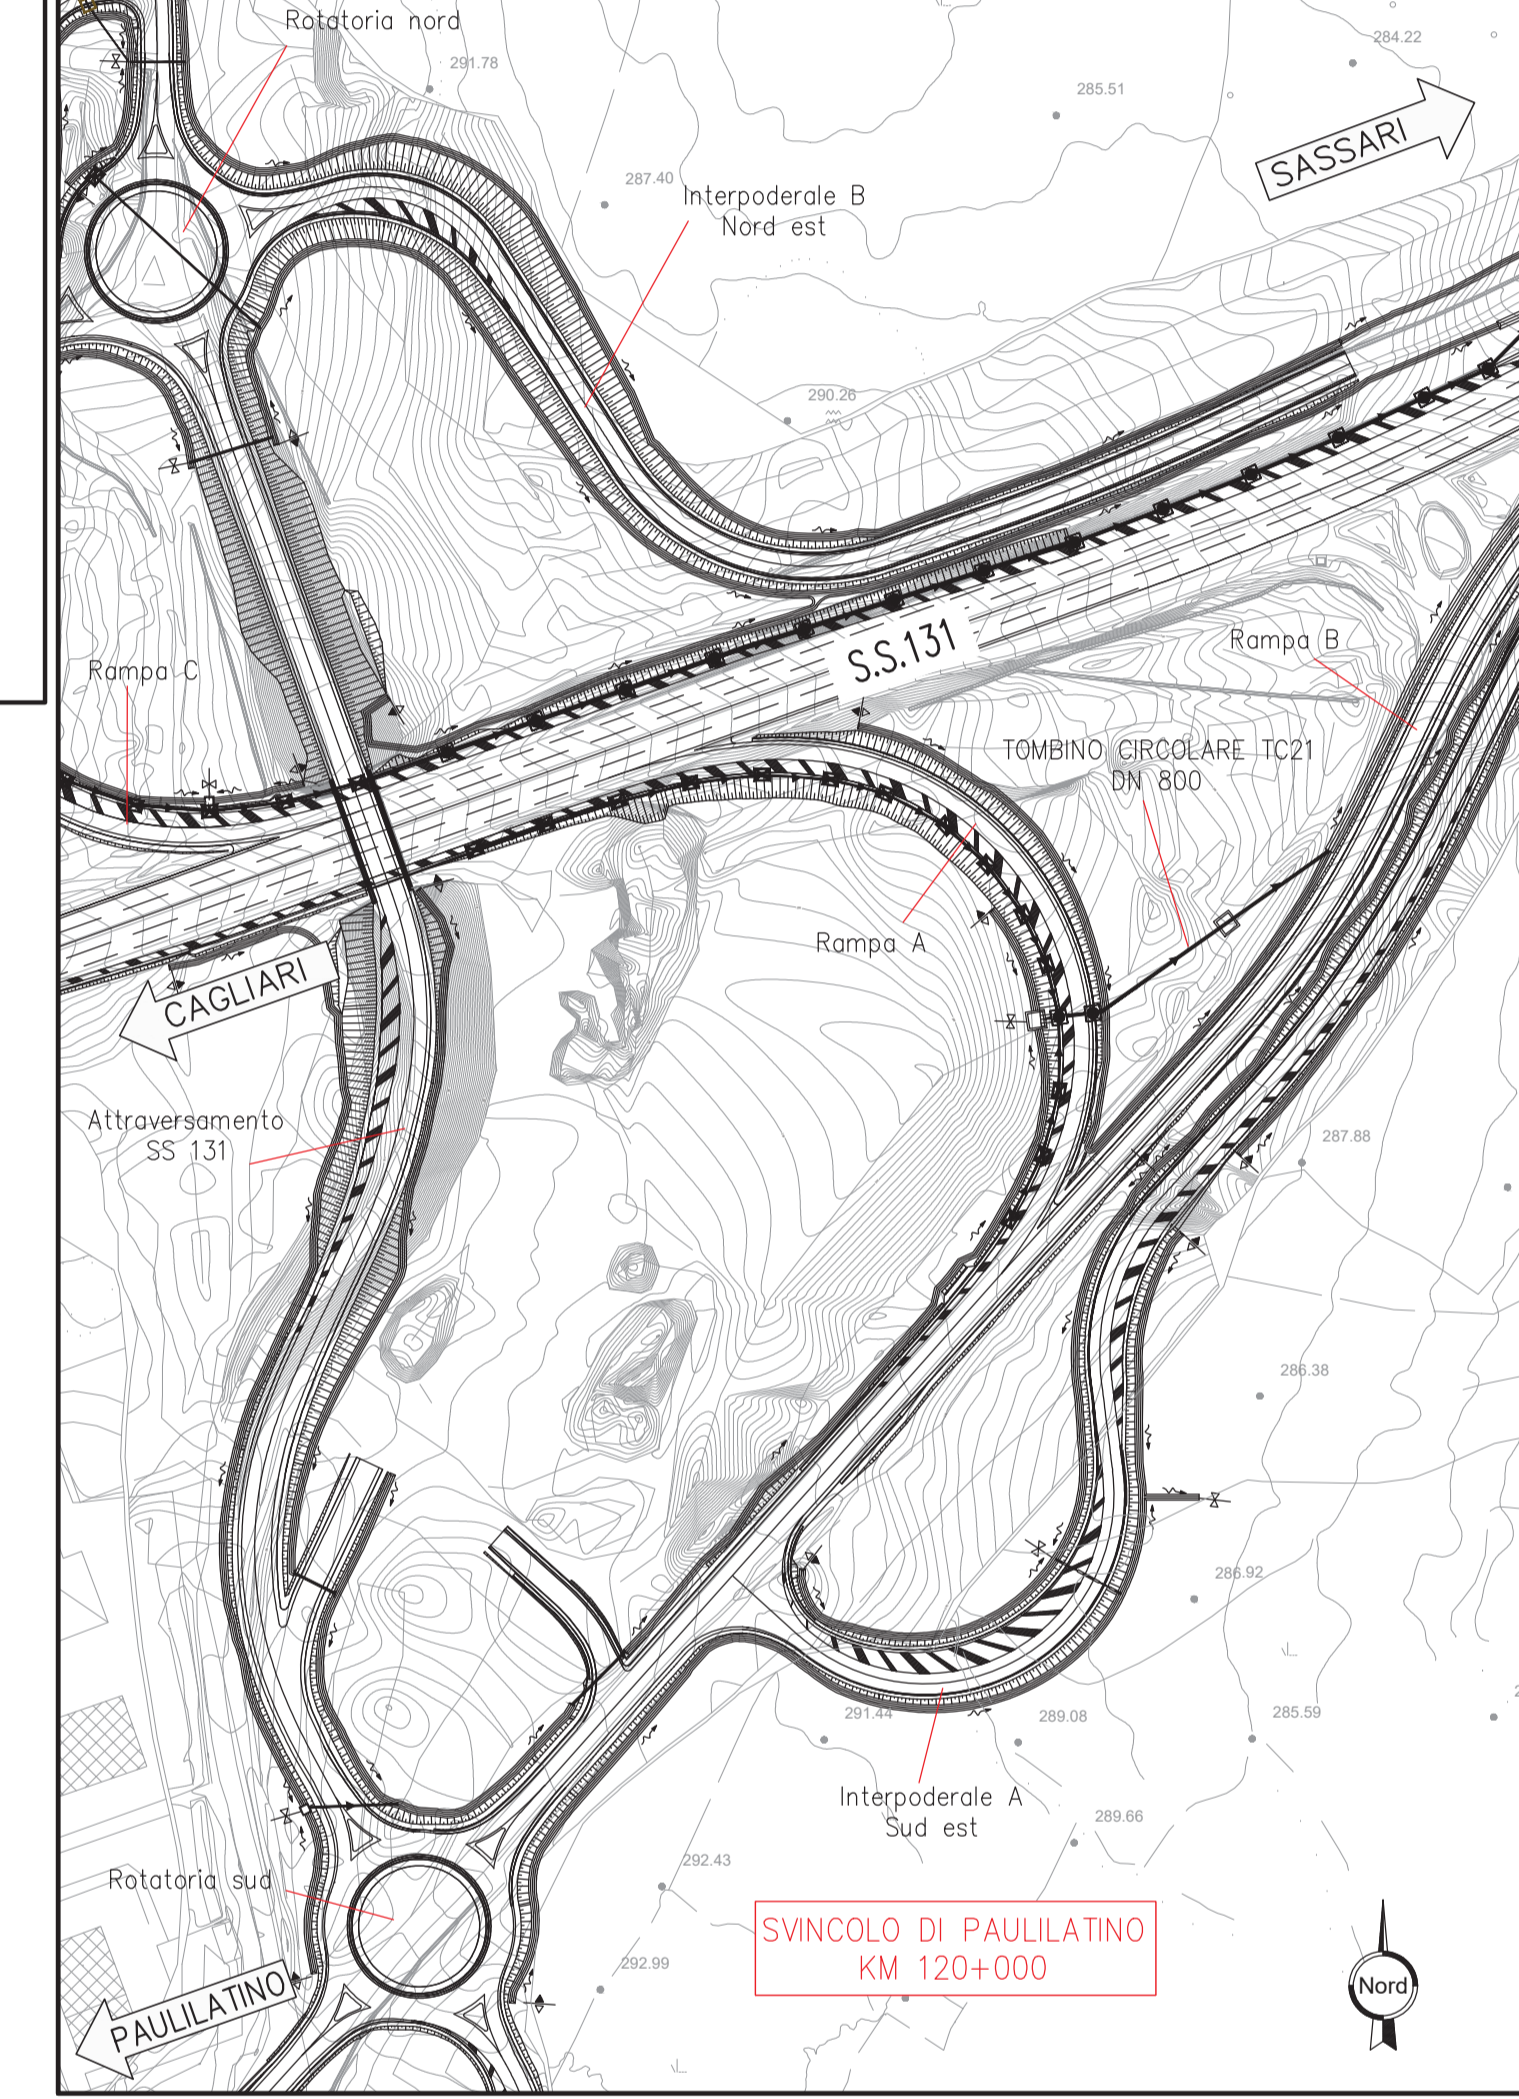 Rotatoria nord
284.22
291.78
285.51
SASSARI
287.40
Interpoderale B
Nord est
290.26
S.S.131
Rampa B
Rampa C
TOMBINO CIRCOLARE TC21
DN 800
Rampa A
CAGLIARI
Attraversamento
SS 131
287.88
286.38
286.92
291.44
289.08
285.59
Interpoderale A
Sud est
289.66
292.43
Rotatoria sud
SVINCOLO DI PAULILATINO
KM 120+000
292.99
Nord
PAULILATINO